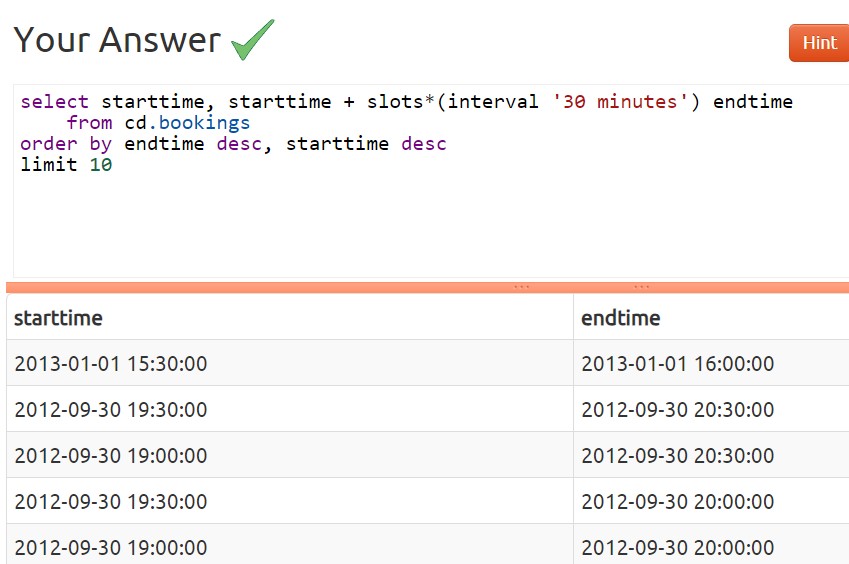 Your Answer
Hint
select starttime, starttime + slots*(interval '30 minutes') endtime
from cd.bookings
order by endtime desc, starttime desc
limit 10
starttime endtime
2013-01-01 15:30:00 2013-01-01 16:00:00
2012-09-30 19:30:00 2012-09-30 20:30:00
2012-09-30 19:00:00 2012-09-30 20:30:00
2012-09-30 19:30:00 2012-09-30 20:00:00
2012-09-30 19:00:00 2012-09-30 20:00:00